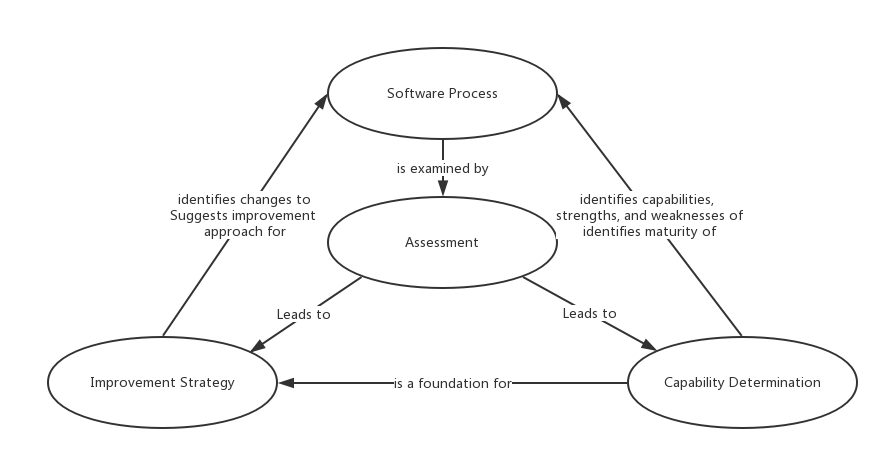 Software Process
is examined by
identifies changes to
Suggests improvement
approach for
identifies capabilities,
strengths, and weaknesses of
identifies maturity of
Assessment
Leads to
Leads to
Improvement Strategy
is a foundation for
Capability Determination